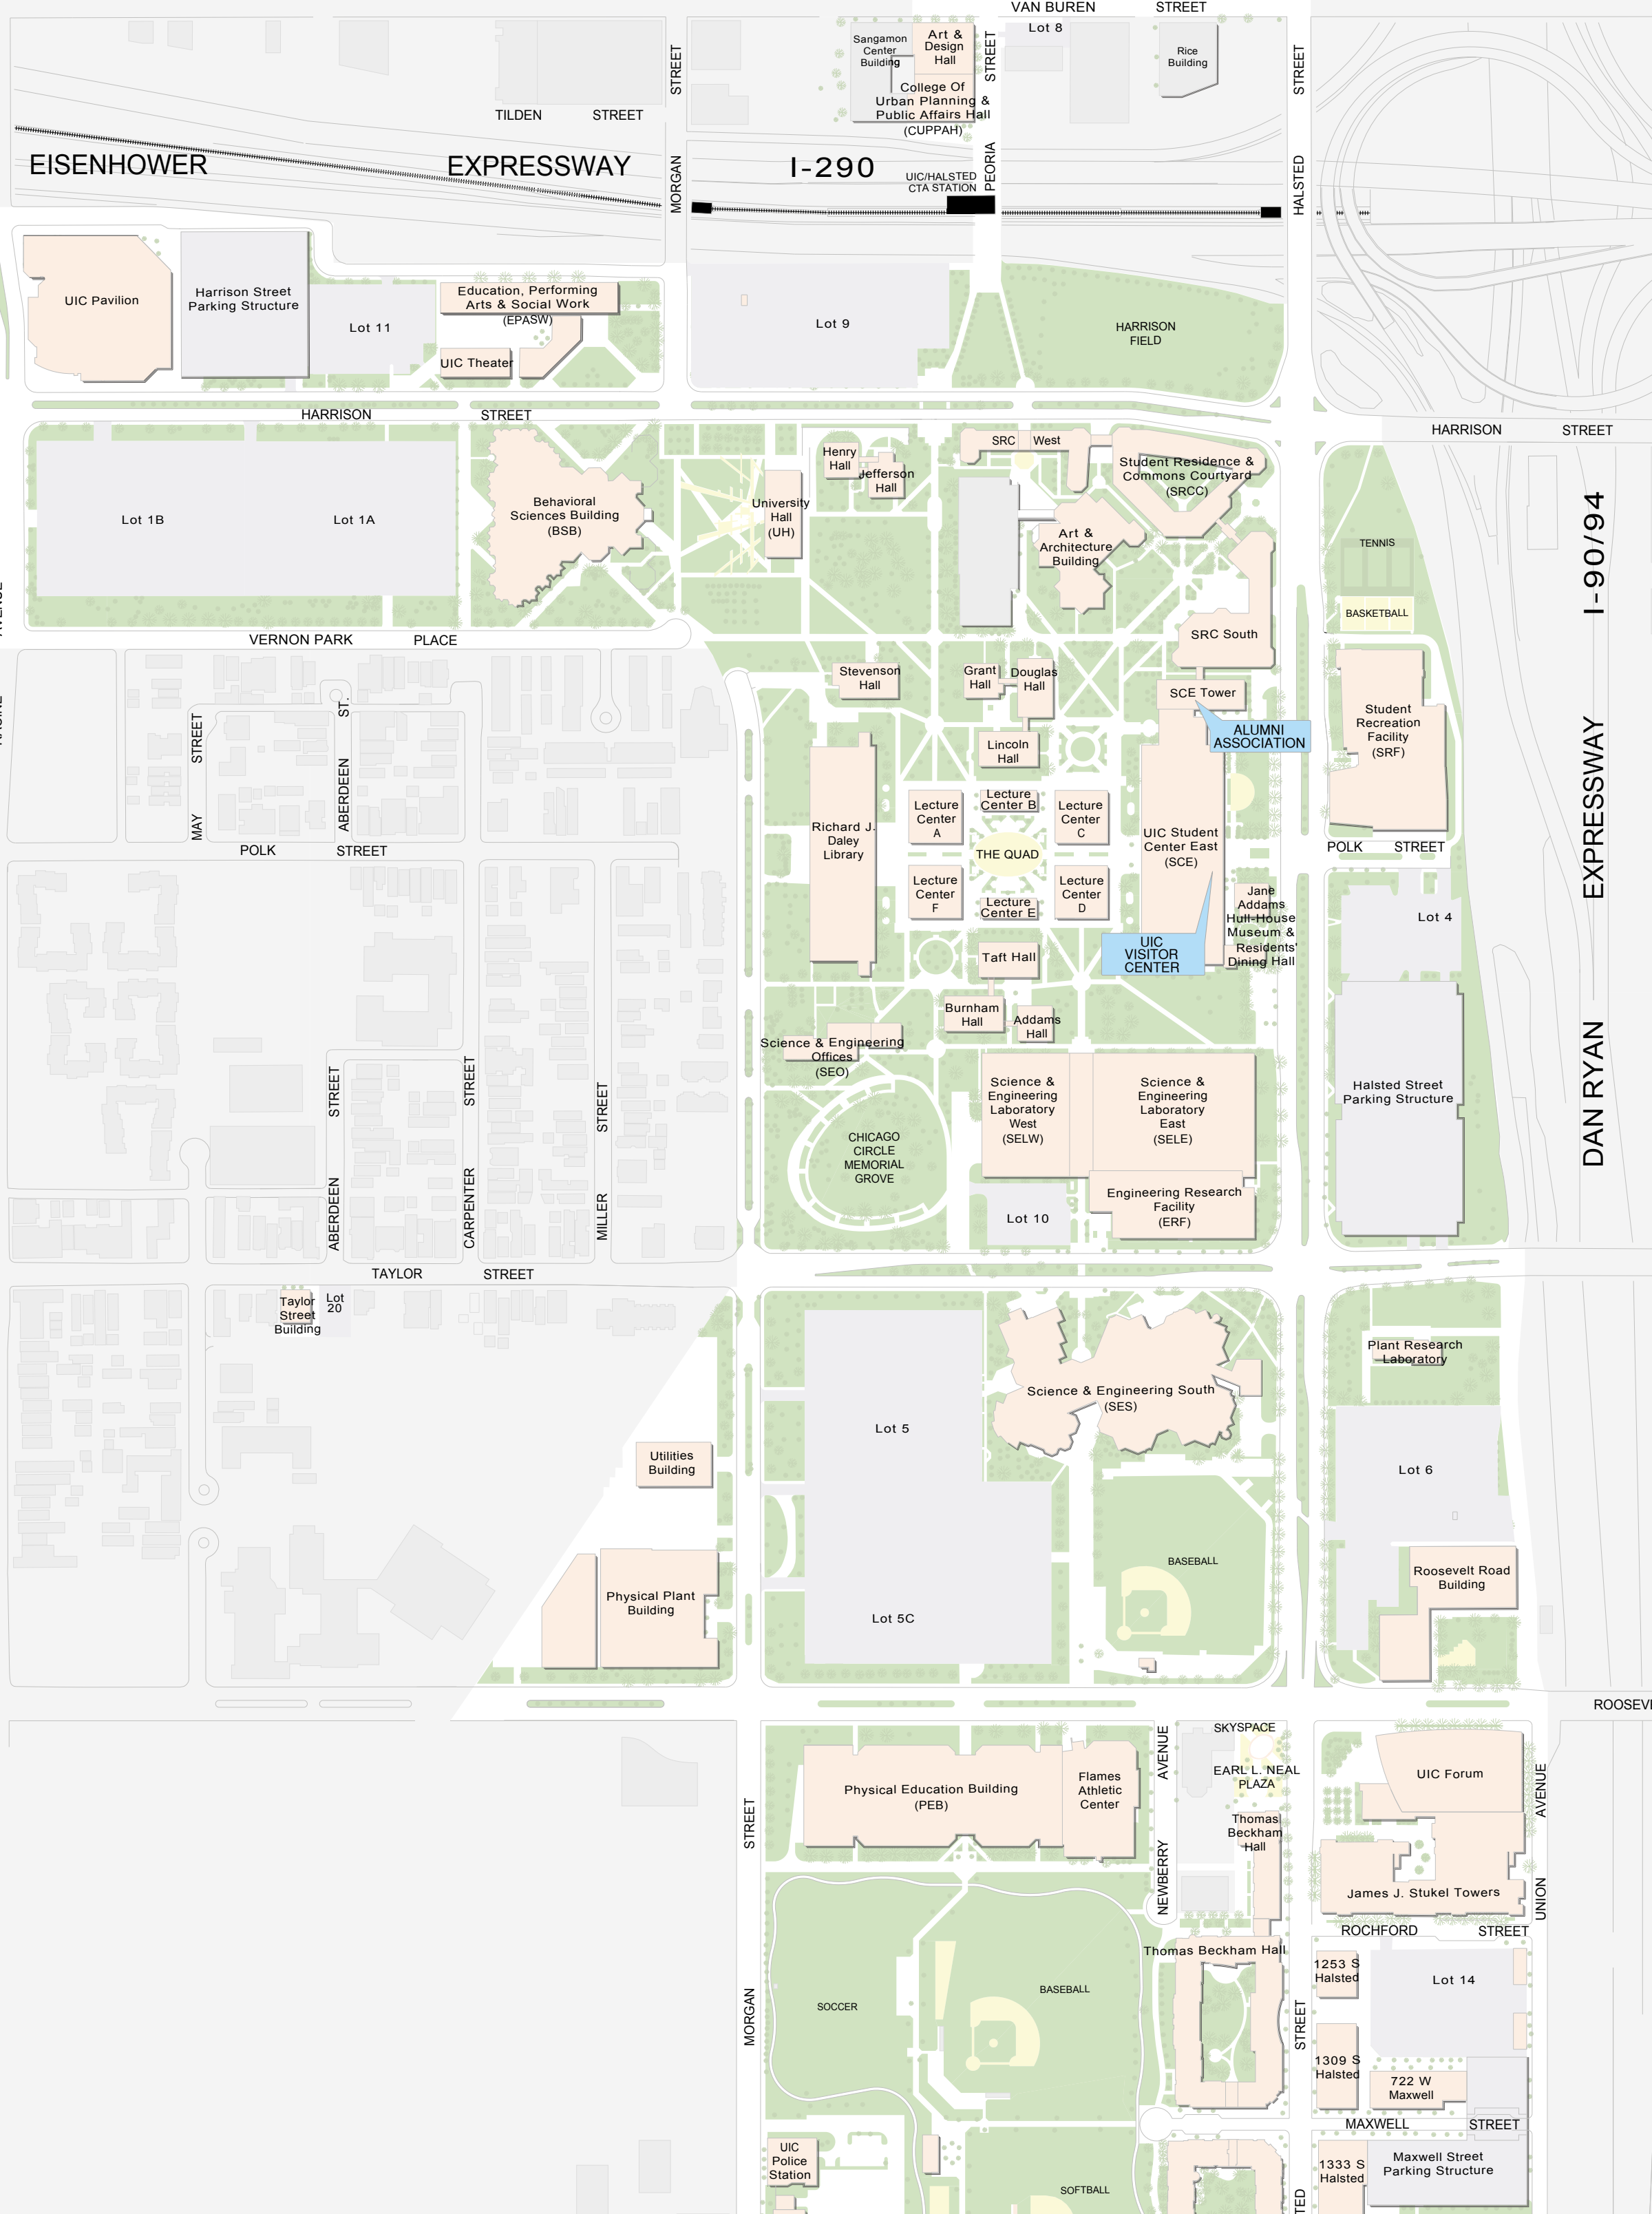 VAN BUREN STREET
Lot 8
Sangamon
Center
Building
Art &
Design
Hall
STREET
Rice
Building
STREET
STREET
College Of
Urban Planning &
Public Affairs Hall
(CUPPAH)
TILDEN STREET
EISENHOWER EXPRESSWAY I-290
MORGAN
UIC/HALSTED
CTA STATION
PEORIA
HALSTED
UIC Pavilion
Harrison Street
Parking Structure
Lot 11
Education, Performing
Arts & Social Work
(EPASW)
UIC Theater
Lot 9
HARRISON
FIELD
HARRISON STREET
HARRISON STREET
Lot 1B
Lot 1A
Behavioral
Sciences Building
(BSB)
University
Hall
(UH)
Henry
Hall
Jefferson
Hall
SRC West
Student Residence &
Commons Courtyard
(SRCC)
Art &
Architecture
Building
TENNIS
BASKETBALL
I-90/94
VERNON PARK PLACE
SRC South
Stevenson
Hall
Grant
Hall
Douglas
Hall
SCE Tower
ALUMNI
ASSOCIATION
Student
Recreation
Facility
(SRF)
MAY STREET
ABERDEEN ST.
Lincoln
Hall
Lecture
Center
A
Lecture
Center B
Lecture
Center
C
Richard J.
Daley
Library
THE QUAD
UIC Student
Center East
(SCE)
POLK STREET
POLK STREET
EXPRESSWAY
Lecture
Center
F
Lecture
Center E
Lecture
Center
D
Jane
Addams
Hull-House
Museum &
Residents'
Dining Hall
Lot 4
UIC
VISITOR
CENTER
Taft Hall
Burnham
Hall
Addams
Hall
Science & Engineering
Offices
(SEO)
Science &
Engineering
Laboratory
West
(SELW)
Science &
Engineering
Laboratory
East
(SELE)
Halsted Street
Parking Structure
DAN RYAN
ABERDEEN STREET
CARPENTER STREET
MILLER STREET
CHICAGO
CIRCLE
MEMORIAL
GROVE
Lot 10
Engineering Research
Facility
(ERF)
TAYLOR STREET
Taylor
Street
Building
Lot
20
Plant Research
Laboratory
Lot 5
Science & Engineering South
(SES)
Utilities
Building
Lot 6
BASEBALL
Roosevelt Road
Building
Physical Plant
Building
Lot 5C
SKYSPACE
EARL L. NEAL
PLAZA
Physical Education Building
(PEB)
Flames
Athletic
Center
NEWBERRY AVENUE
Thomas
Beckham
Hall
UIC Forum
UNION AVENUE
James J. Stukel Towers
ROCHFORD STREET
MORGAN STREET
Thomas Beckham Hall
1253 S
Halsted
Lot 14
SOCCER
BASEBALL
STREET
1309 S
Halsted
722 W
Maxwell
MAXWELL STREET
UIC
Police
Station
1333 S
Halsted
Maxwell Street
Parking Structure
SOFTBALL